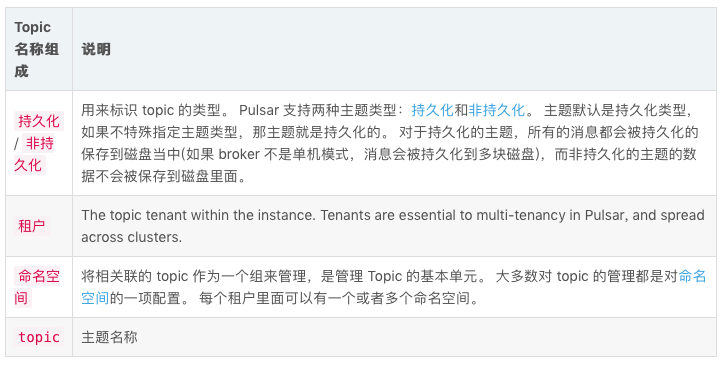 Topic
名称组
成
说明
持久化
/ 非持
久化
用来标识 topic 的类型。 Pulsar 支持两种主题类型：持久化和非持久化。 主题默认是持久化类型，
如果不特殊指定主题类型，那主题就是持久化的。 对于持久化的主题，所有的消息都会被持久化的
保存到磁盘当中(如果 broker 不是单机模式，消息会被持久化到多块磁盘)，而非持久化的主题的数
据不会被保存到磁盘里面。
租户
The topic tenant within the instance. Tenants are essential to multi-tenancy in Pulsar, and spread
across clusters.
命名空
间
将相关联的 topic 作为一个组来管理，是管理 Topic 的基本单元。 大多数对 topic 的管理都是对命名
空间的一项配置。 每个租户里面可以有一个或者多个命名空间。
topic
主题名称